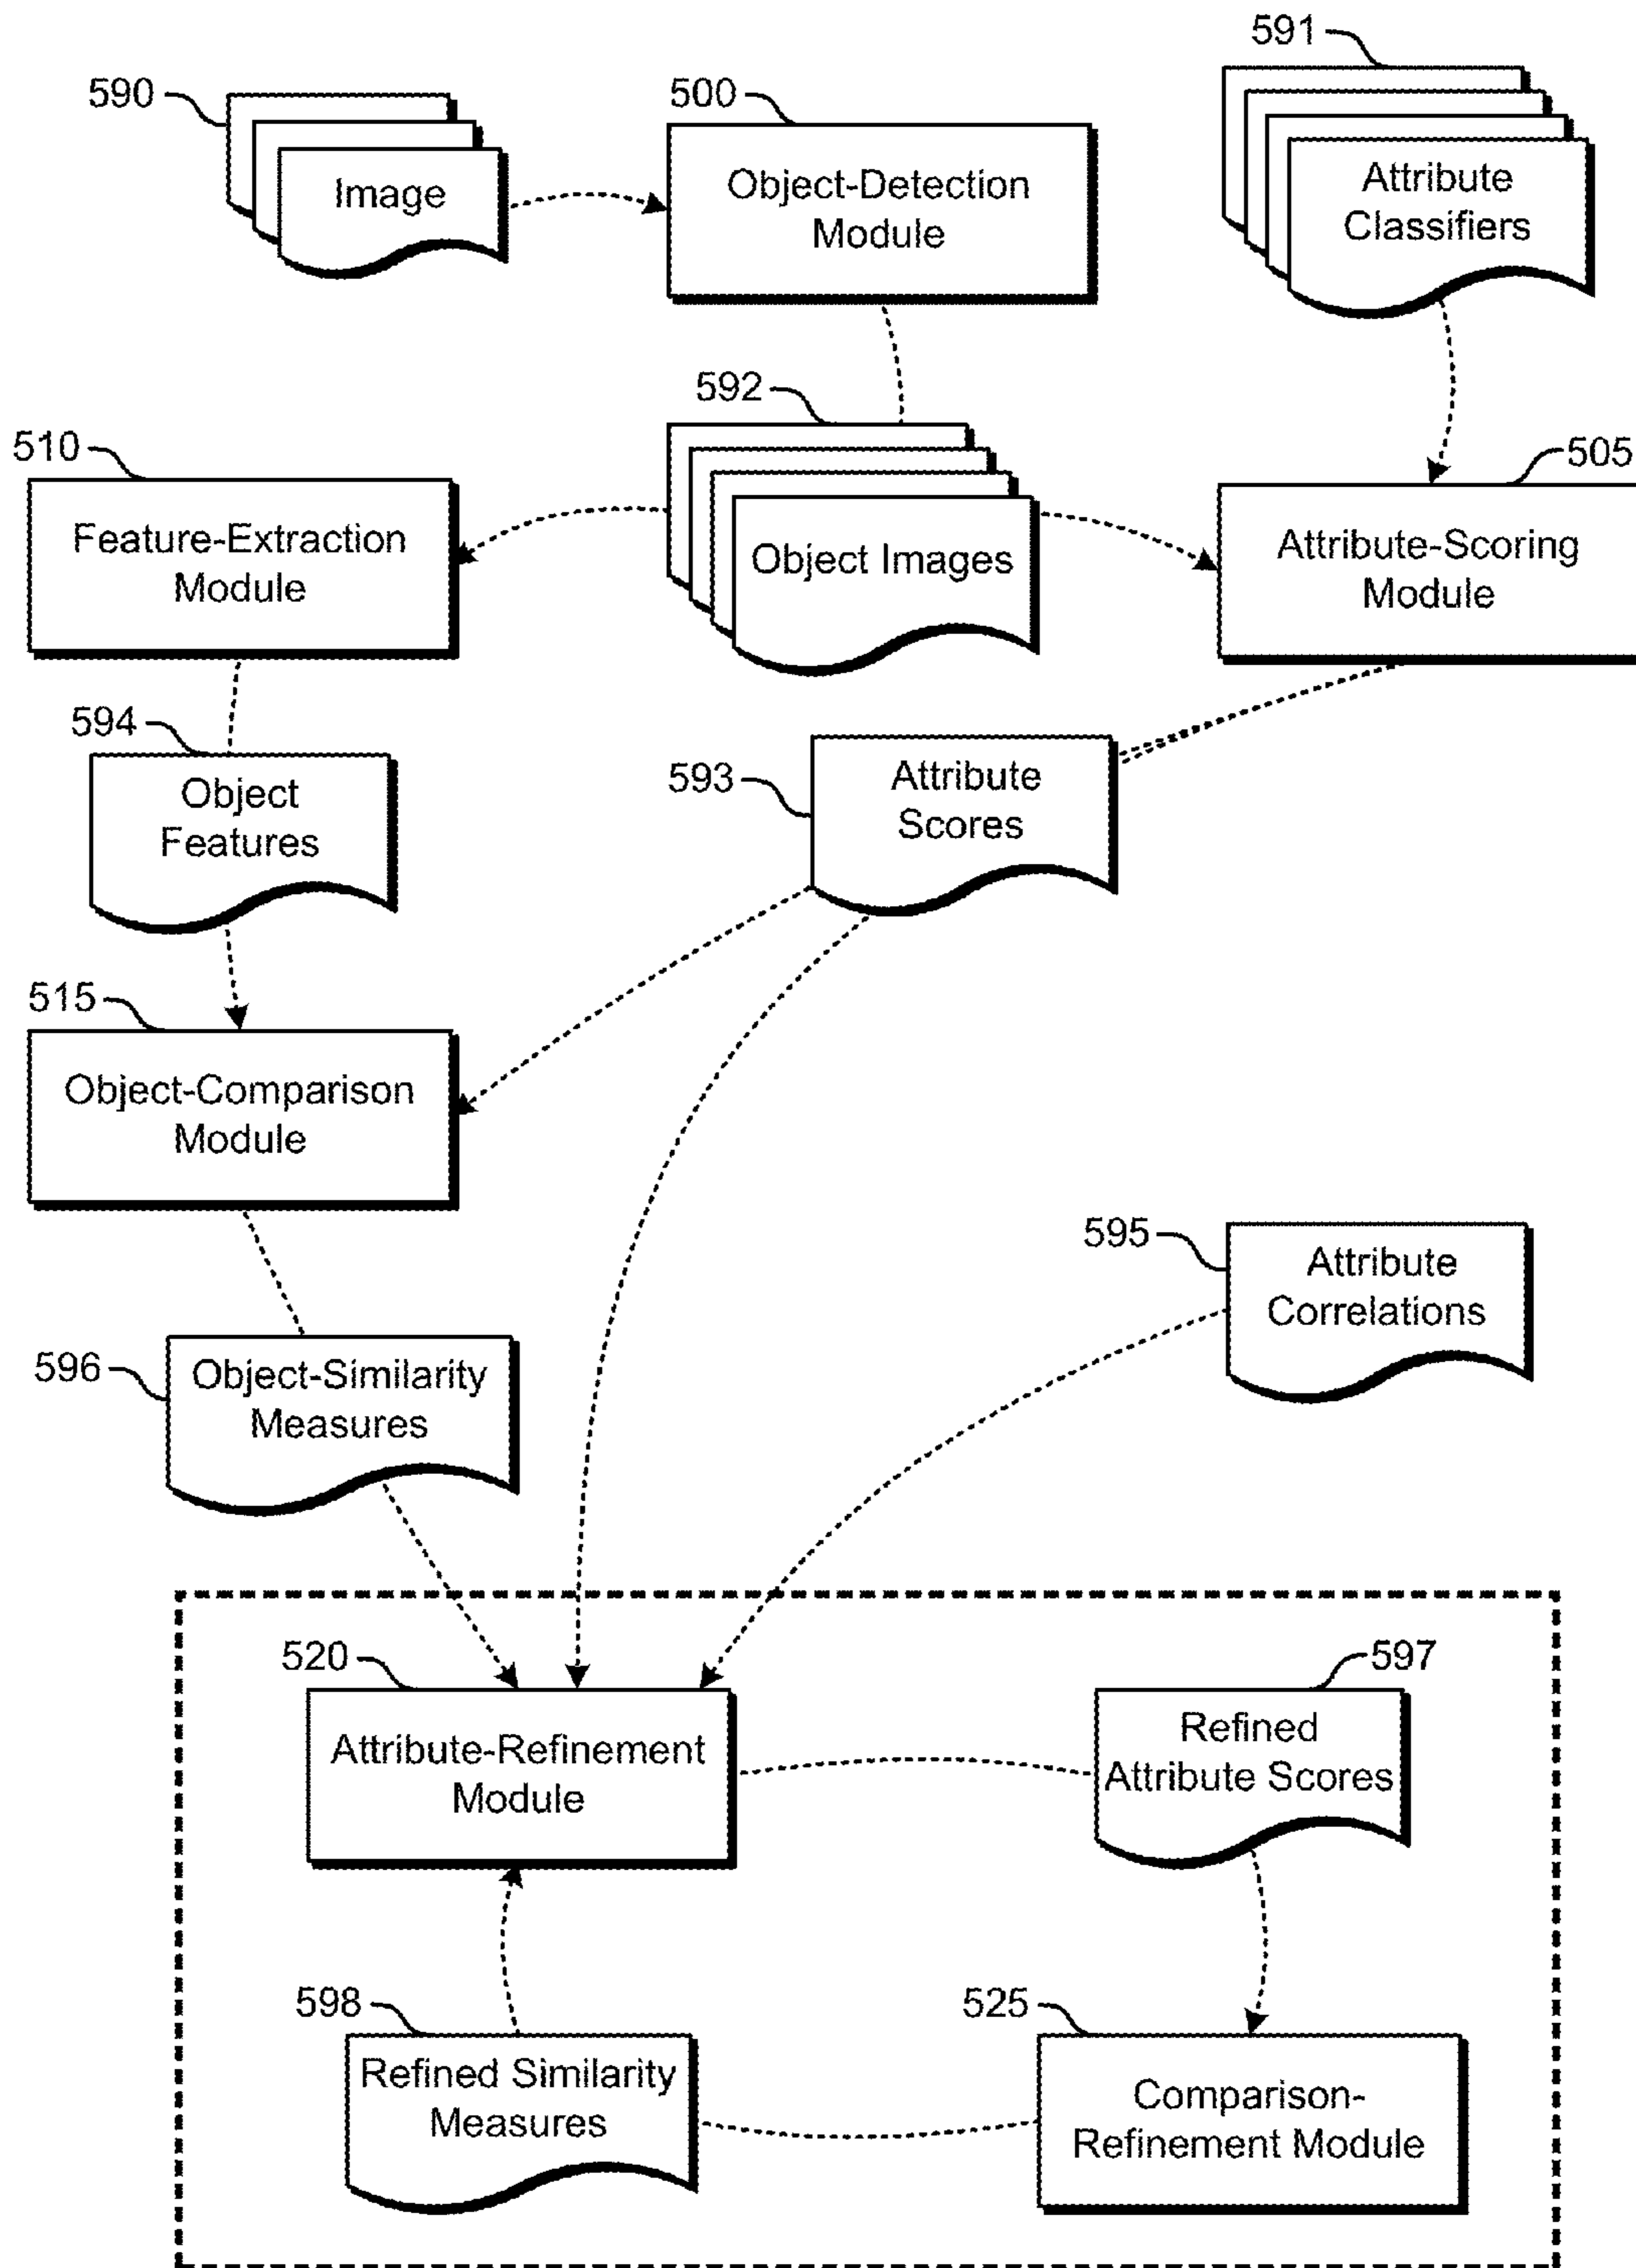 591
590
500
Image
Object-Detection
Module
Attribute
Classifiers
592
510
505
Feature-Extraction
Module
Object Images
Attribute-Scoring
Module
594
593
Object
Features
Attribute
Scores
515
Object-Comparison
Module
595
Attribute
Correlations
596
Object-Similarity
Measures
520
597
Attribute-Refinement
Module
Refined
Attribute Scores
598
525
Refined Similarity
Measures
Comparison-
Refinement Module